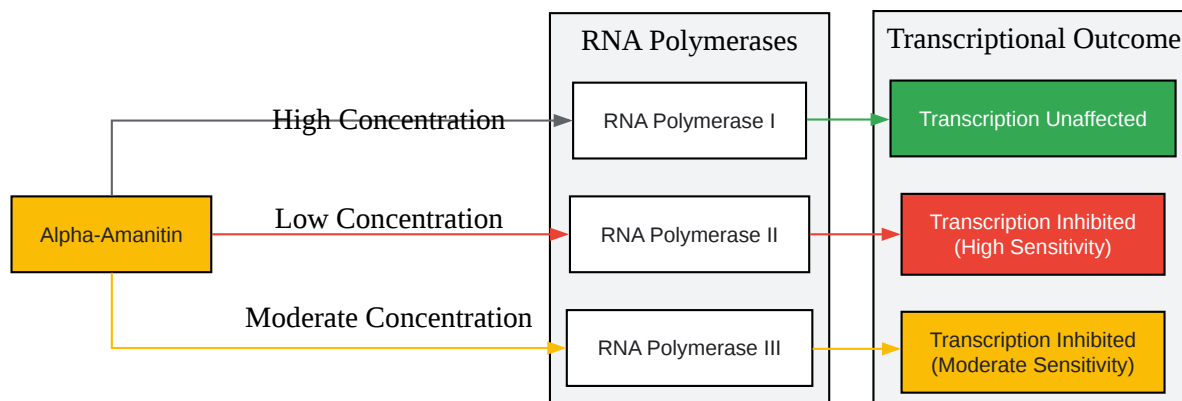 RNA Polymerases
Transcriptional Outcome
High Concentration
RNA Polymerase I
Transcription Unaffected
Alpha-Amanitin
Low Concentration
RNA Polymerase II
Transcription Inhibited
(High Sensitivity)
Moderate Concentration
RNA Polymerase III
Transcription Inhibited
(Moderate Sensitivity)